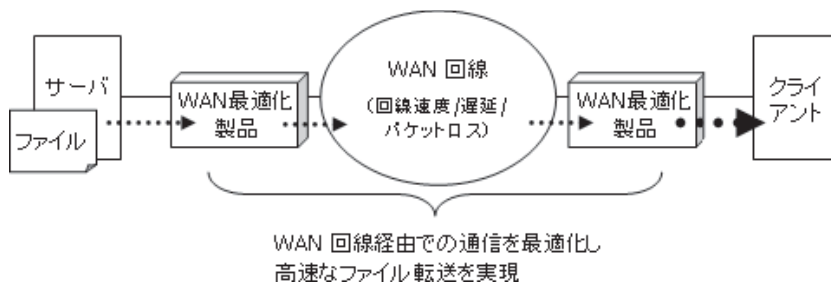 サーバ
ファイル
WAN最適化
製品
WAN 回線
(回線速度/遅延/
パケットロス)
WAN最適化
製品
クライ
アント
WAN 回線経由での通信を最適化し
高速なファイル転送を実現